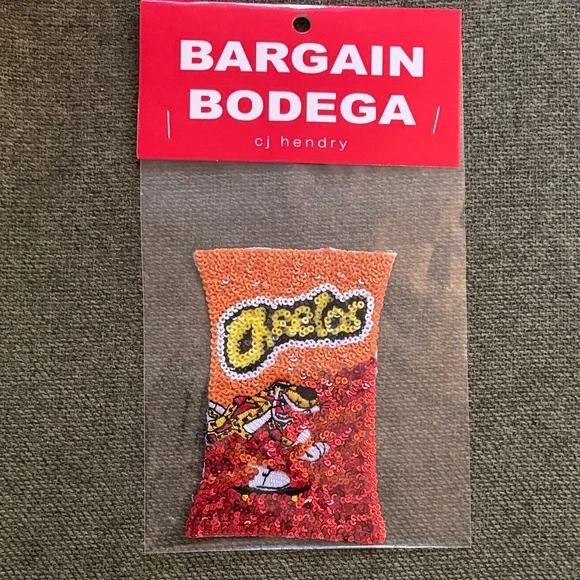 BARGAIN
BODEGA
cj hendry
Cheetos